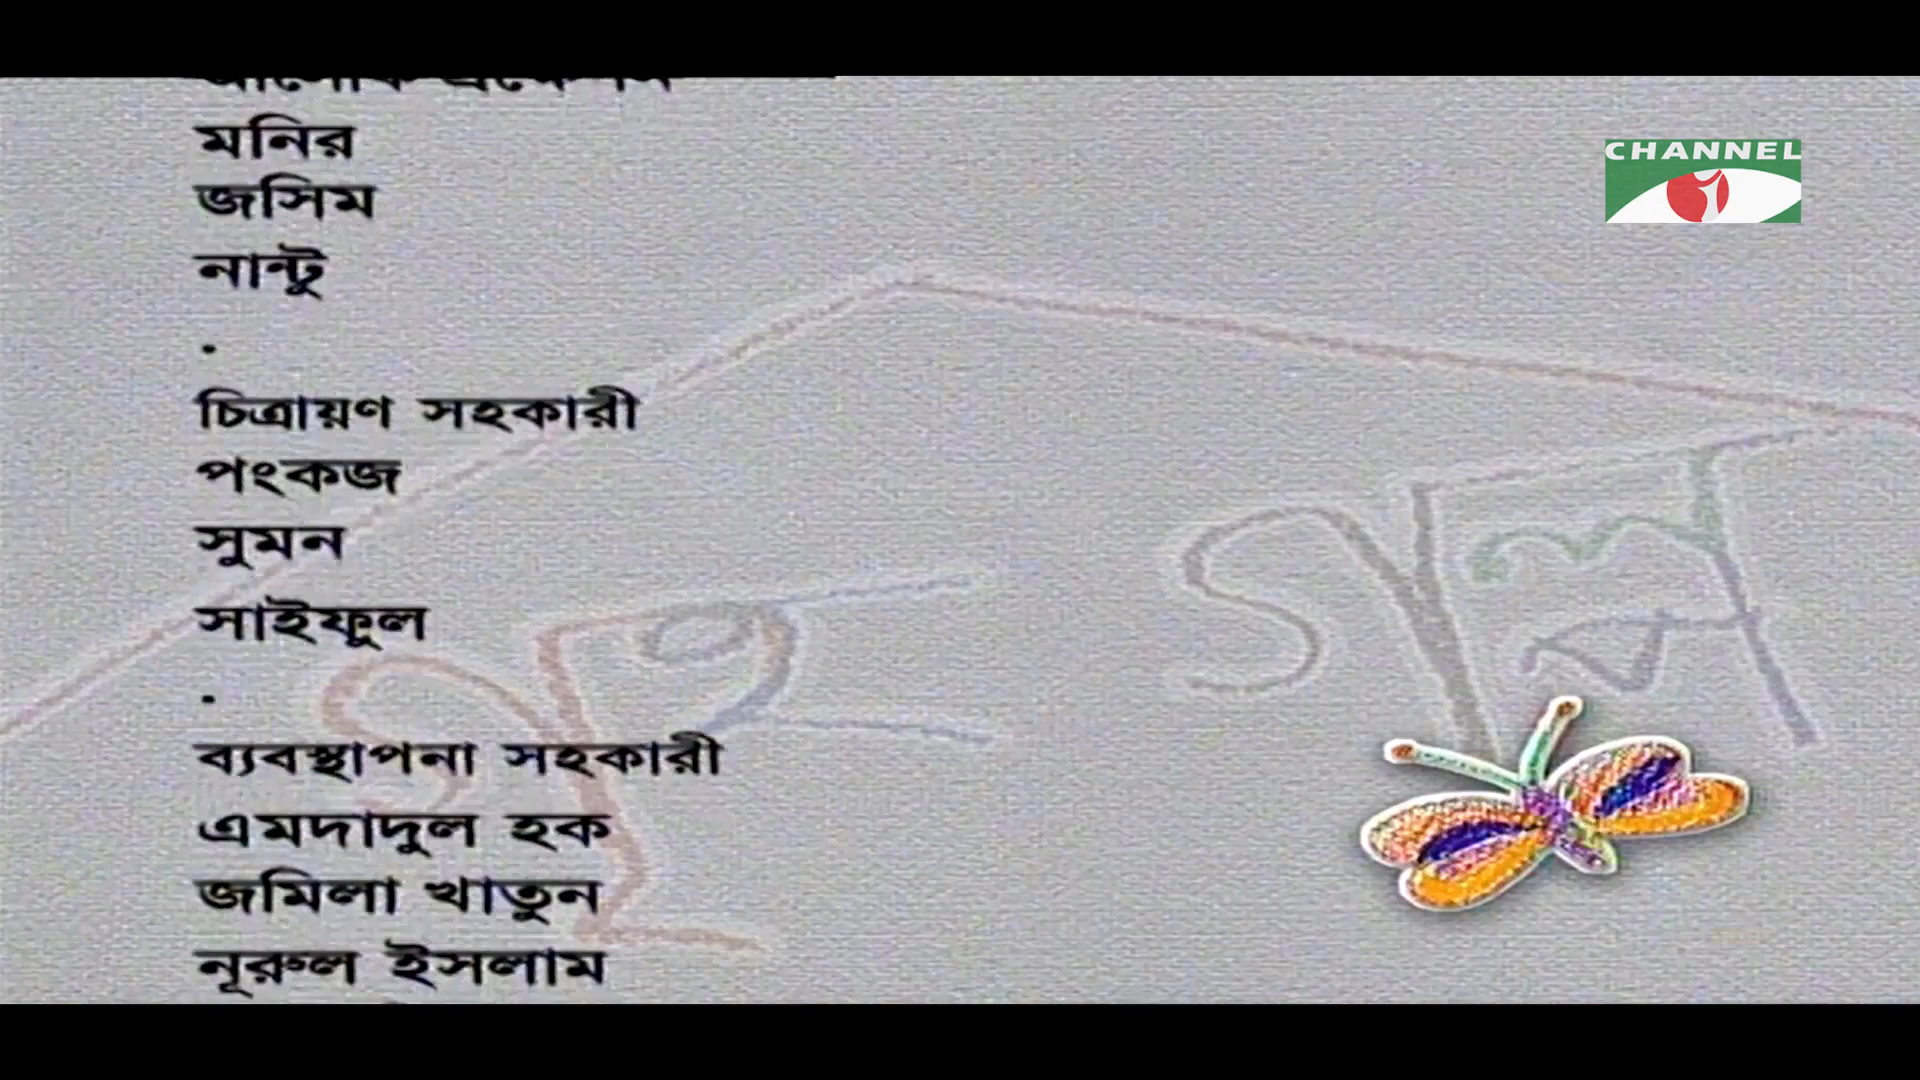 মনির
জসিম
নান্টু
.
চিত্রায়ণ সহকারী
পংকজ
সুমন
সাইফুল
.
ব্যবস্থাপনা সহকারী
এমদাদুল হক
জমিলা খাতুন
নূরুল ইসলাম
CHANNEL